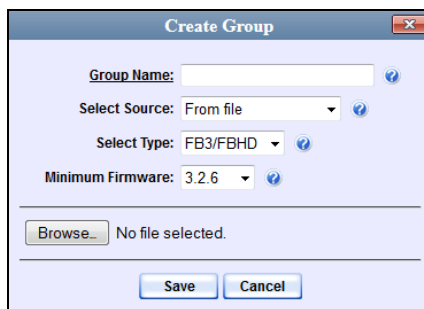 Create Group
Group Name:
Select Source: From file
Select Type: FB3/FBHD
Minimum Firmware: 3.2.6
Browse... No file selected.
Save Cancel